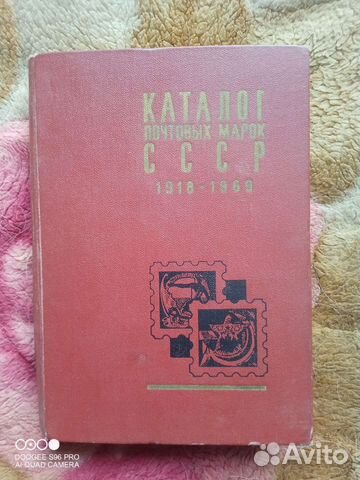 КАТАЛОГ
ПОЧТОВЫХ МАРОК
СССР
1918-1969
DOOGEE S96 PRO
AI QUAD CAMERA
Avito